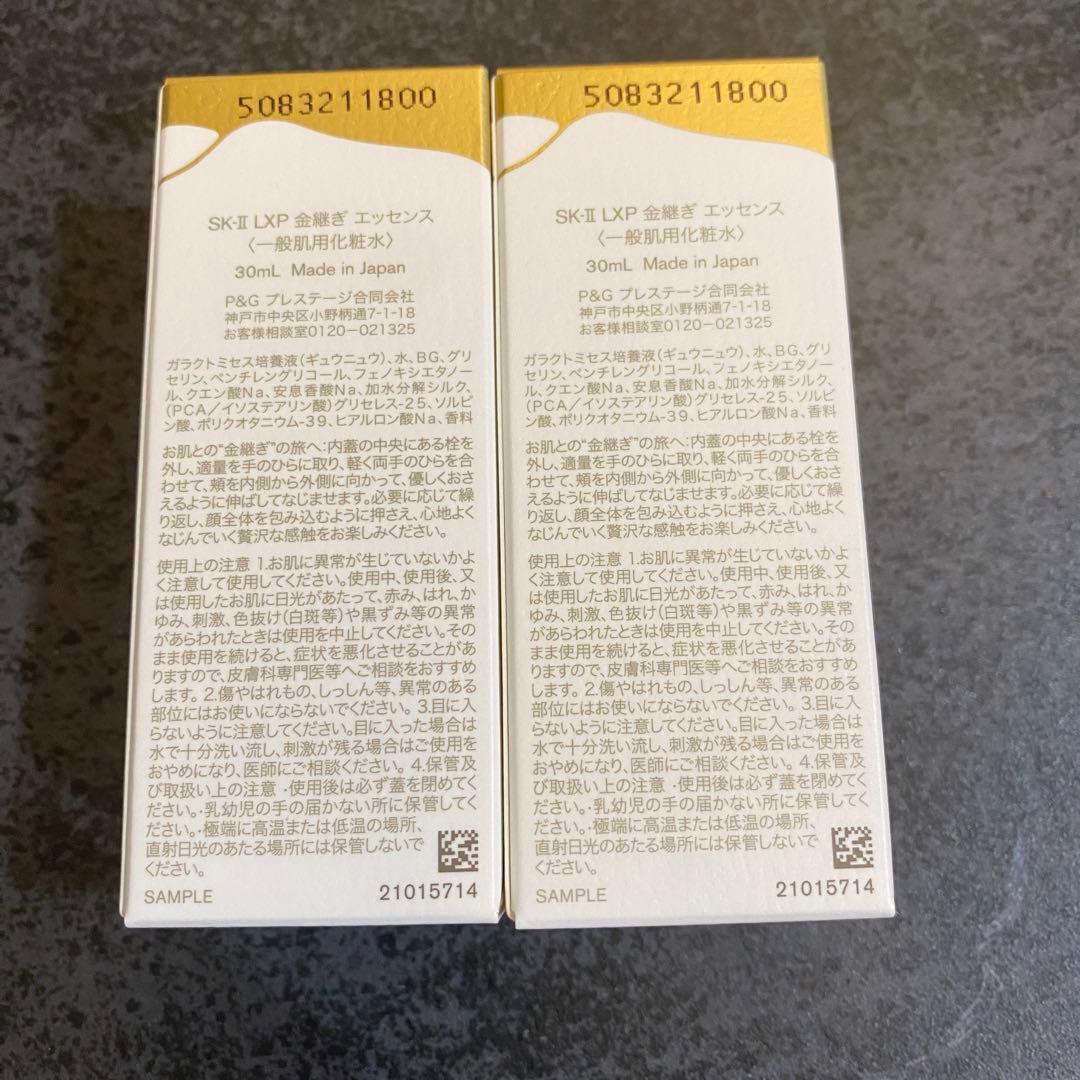 5083211800
SK-II LXP 金継ぎ エッセンス
〈一般肌用化粧水〉
30mL Made in Japan
P&G プレステージ合同会社
神戸市中央区小野柄通7-1-18
お客様相談室0120-021325
ガラクトミセス培養液(ギュウニュウ)、水、BG、グリ
セリン、ペンチレングリコール、フェノキシエタノー
ル、クエン酸Na、安息香酸Na、加水分解シルク、
(PCA/イソステアリン酸)グリセレス-25、ソルビ
ン酸、ポリクオタニウム-39、ヒアルロン酸Na、香料
お肌との“金継ぎ”の旅へ:内蓋の中央にある栓を
外し、適量を手のひらに取り、軽く両手のひらを合
わせて、頬を内側から外側に向かって、優しくおさ
えるように伸ばしてなじませます。必要に応じて繰
り返し、顔全体を包み込むように押さえ、心地よく
なじんでいく贅沢な感触をお楽しみください。
使用上の注意 1.お肌に異常が生じていないかよ
く注意して使用してください。使用中、使用後、又
は使用したお肌に日光があたって、赤み、はれ、か
ゆみ、刺激、色抜け(白斑等)や黒ずみ等の異常
があらわれたときは使用を中止してください。その
まま使用を続けると、症状を悪化させることがあ
りますので、皮膚科専門医等へご相談をおすすめ
します。2.傷やはれもの、しっしん等、異常のある
部位にはお使いにならないでください。3.目に入
らないように注意してください。目に入った場合は
水で十分洗い流し、刺激が残る場合はご使用を
おやめになり、医師にご相談ください。4.保管及
び取扱い上の注意 ・使用後は必ず蓋を閉めてく
ださい。・乳幼児の手の届かない所に保管してく
ださい。・極端に高温または低温の場所、
直射日光のあたる場所には保管しないで
ください。
SAMPLE
21015714
5083211800
SK-II LXP 金継ぎ エッセンス
〈一般肌用化粧水〉
30mL Made in Japan
P&G プレステージ合同会社
神戸市中央区小野柄通7-1-18
お客様相談室0120-021325
ガラクトミセス培養液(ギュウニュウ)、水、BG、グリ
セリン、ペンチレングリコール、フェノキシエタノー
ル、クエン酸Na、安息香酸Na、加水分解シルク、
(PCA/イソステアリン酸)グリセレス-25、ソルビ
ン酸、ポリクオタニウム-39、ヒアルロン酸Na、香料
お肌との“金継ぎ”の旅へ:内蓋の中央にある栓を
外し、適量を手のひらに取り、軽く両手のひらを合
わせて、頬を内側から外側に向かって、優しくおさ
えるように伸ばしてなじませます。必要に応じて繰
り返し、顔全体を包み込むように押さえ、心地よく
なじんでいく贅沢な感触をお楽しみください。
使用上の注意 1.お肌に異常が生じていないかよ
く注意して使用してください。使用中、使用後、又
は使用したお肌に日光があたって、赤み、はれ、か
ゆみ、刺激、色抜け(白斑等)や黒ずみ等の異常
があらわれたときは使用を中止してください。その
まま使用を続けると、症状を悪化させることがあ
りますので、皮膚科専門医等へご相談をおすすめ
します。2.傷やはれもの、しっしん等、異常のある
部位にはお使いにならないでください。3.目に入
らないように注意してください。目に入った場合は
水で十分洗い流し、刺激が残る場合はご使用を
おやめになり、医師にご相談ください。4.保管及
び取扱い上の注意 ・使用後は必ず蓋を閉めてく
ださい。・乳幼児の手の届かない所に保管してく
ださい。・極端に高温または低温の場所、
直射日光のあたる場所には保管しないで
ください。
SAMPLE
21015714